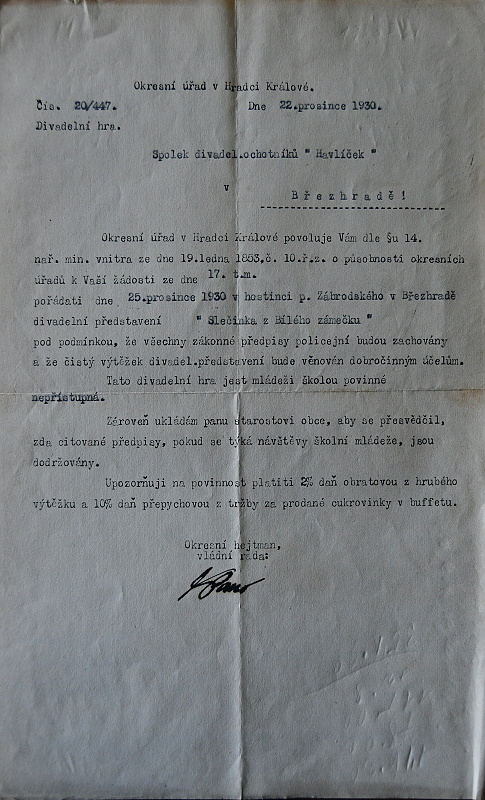 Okresní úřad v Hradci Králové.
Čís. 20/447. Dne 22.prosince 1930.
Divadelní hra.
Spolek divadel.ochotníků " Havlíček "
v
Březhradě!
Okresní úřad v Hradci Králové povoluje Vám dle §u 14.
nař. min. vnitra ze dne 19.ledna 1853.č. 10.ř.z. o působnosti okresních
úřadů k Vaší žádosti ze dne 17. t.m.
pořádati dne 25.prosince 1930 v hostinci p. Zábrodského v Březhradě
divadelní představení " Slečinka z Bílého zámečku "
pod podmínkou, že všechny zákonné předpisy policejní budou zachovány
a že čistý výtěžek divadel.představení bude věnován dobročinným účelům.
Tato divadelní hra jest mládeži školou povinné
nepřístupná.
Zároveň ukládám panu starostovi obce, aby se přesvědčil,
zda citované předpisy, pokud se týká návštěvy školní mládeže, jsou
dodržovány.
Upozorňuji na povinnost platiti 2% daň obratovou z hrubého
výtěžku a 10% daň přepychovou z tržby za prodané cukrovinky v buffetu.
Okresní hejtman,
vládní rada: